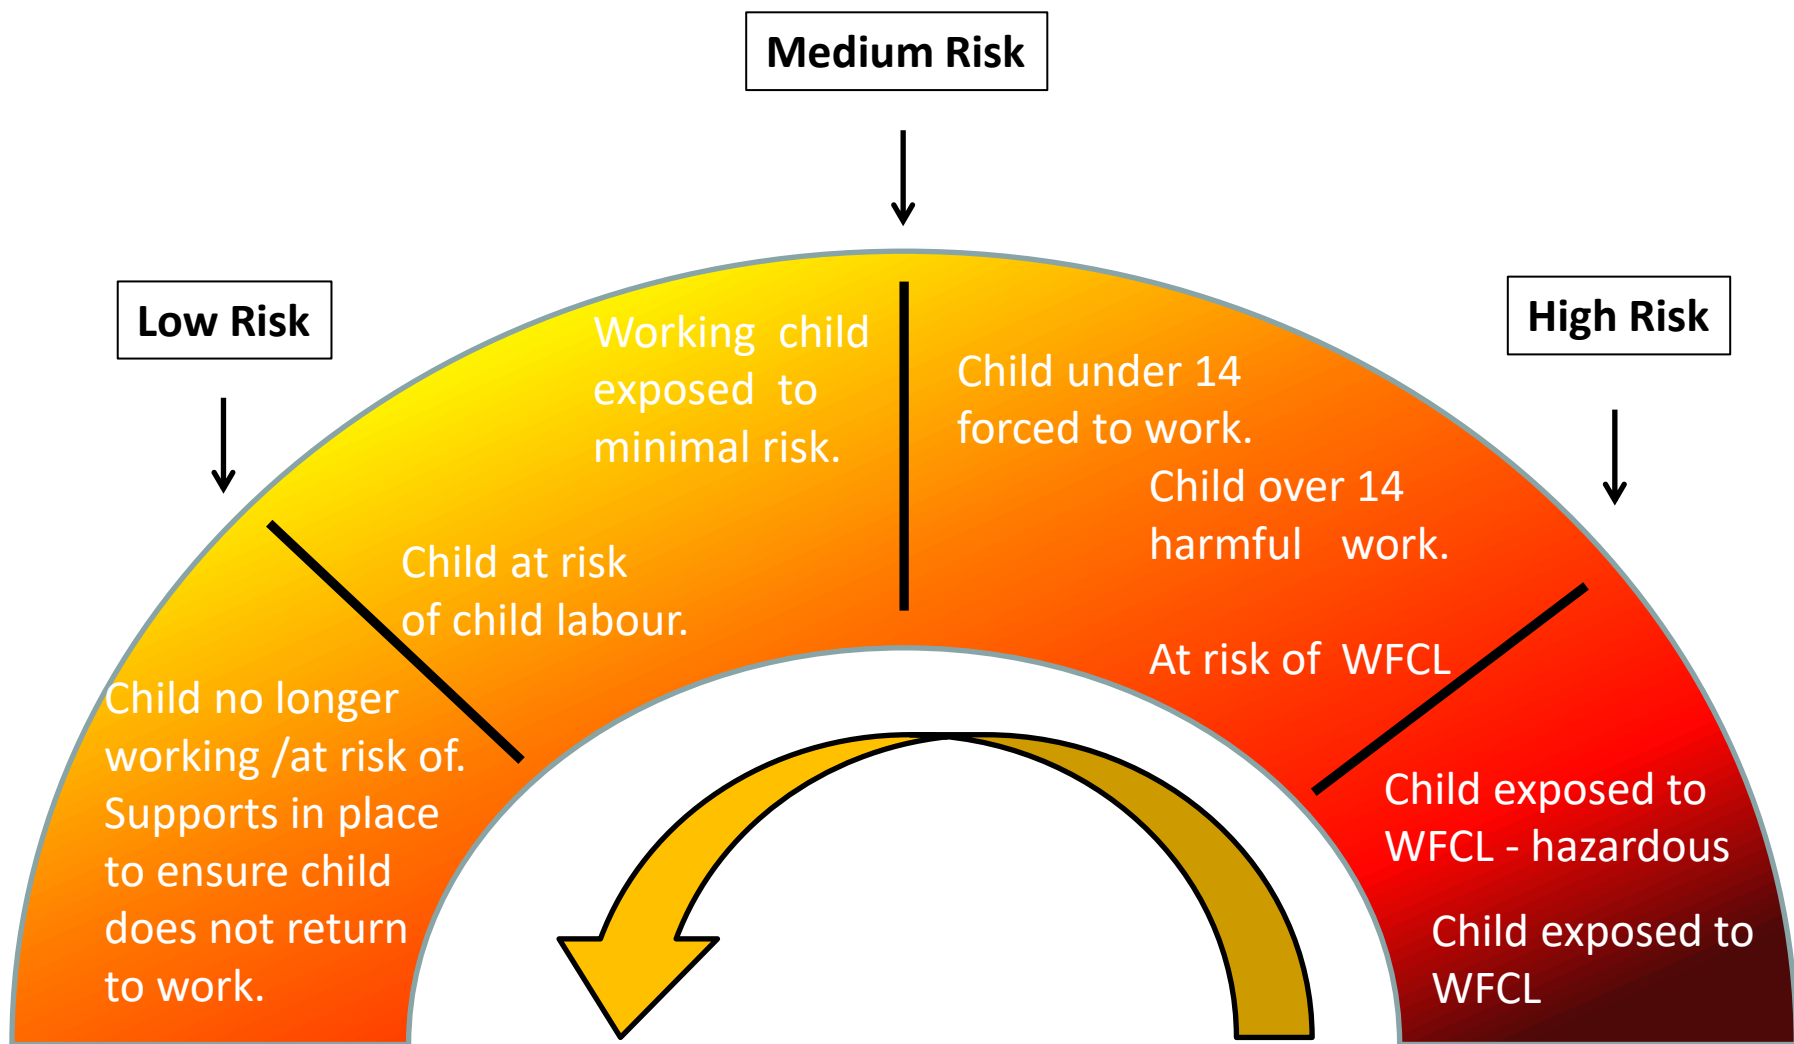 Medium Risk
Low Risk
High Risk
Child no longer
working /at risk of.
Supports in place
to ensure child
does not return
to work.
Child at risk
of child labour.
Working child
exposed to
minimal risk.
Child under 14
forced to work.
Child over 14
harmful work.
At risk of WFCL
Child exposed to
WFCL - hazardous
Child exposed to
WFCL